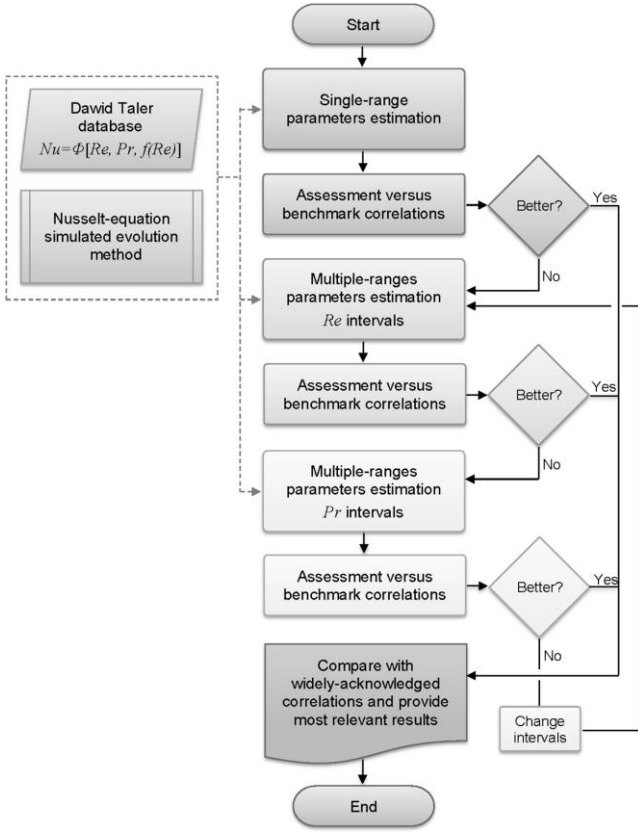 Start
Dawid Taler
database
Nu=Φ[Re, Pr, f(Re)]
Nusselt-equation
simulated evolution
method
Single-range
parameters estimation
Assessment versus
benchmark correlations
Better?
Yes
No
Multiple-ranges
parameters estimation
Re intervals
Assessment versus
benchmark correlations
Better?
Yes
No
Multiple-ranges
parameters estimation
Pr intervals
Assessment versus
benchmark correlations
Better?
Yes
No
Compare with
widely-acknowledged
correlations and provide
most relevant results
Change
intervals
End